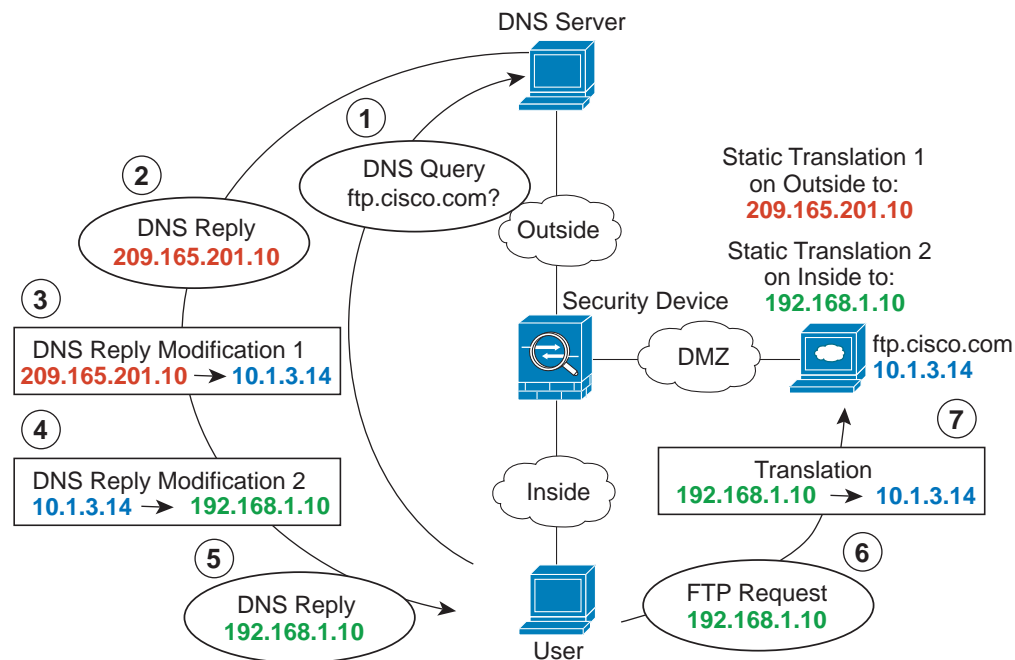 DNS Server
1
DNS Query
ftp.cisco.com?
2
DNS Reply
209.165.201.10
Outside
Static Translation 1
on Outside to:
209.165.201.10
Static Translation 2
on Inside to:
192.168.1.10
3
DNS Reply Modification 1
209.165.201.10 → 10.1.3.14
Security Device
DMZ
ftp.cisco.com
10.1.3.14
4
DNS Reply Modification 2
10.1.3.14 → 192.168.1.10
Inside
7
Translation
192.168.1.10 → 10.1.3.14
5
DNS Reply
192.168.1.10
User
6
FTP Request
192.168.1.10